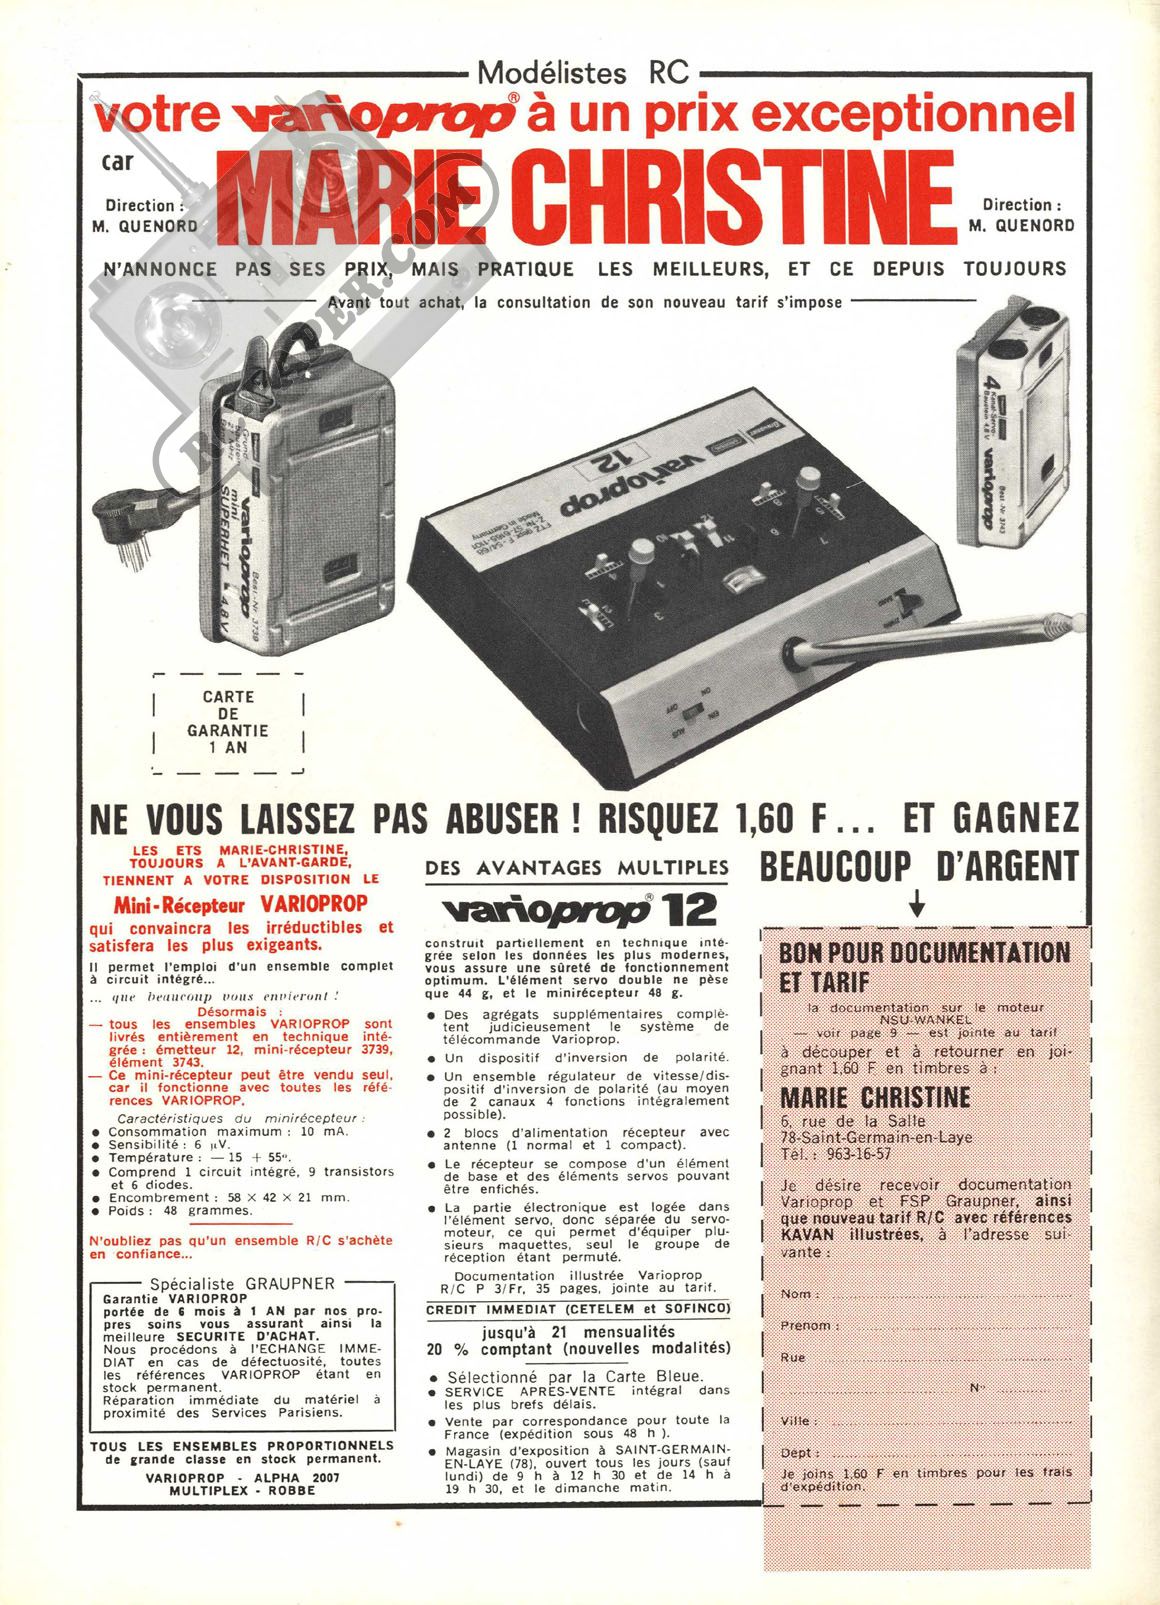 Modélistes RC
votre varioprop® à un prix exceptionnel
car
MARIE CHRISTINE
Direction :
M. QUENORD
Direction :
M. QUENORD
N'ANNONCE PAS SES PRIX, MAIS PRATIQUE LES MEILLEURS, ET CE DEPUIS TOUJOURS
Avant tout achat, la consultation de son nouveau tarif s'impose
mini
SUPERHET 4,8V
varioprop
Best.-Nr. 3739
varioprop
12
FTZ gepr. F - 54/68
Made in Germany
ON
OFF
EIN
AUS
4
Kanal-Servo-
Baustein 4,8 V
varioprop
Best.-Nr. 3743
CARTE
DE
GARANTIE
1 AN
NE VOUS LAISSEZ PAS ABUSER ! RISQUEZ 1,60 F... ET GAGNEZ
BEAUCOUP D'ARGENT
LES ETS MARIE-CHRISTINE,
TOUJOURS A L'AVANT-GARDE,
TIENNENT A VOTRE DISPOSITION LE
Mini-Récepteur VARIOPROP
qui convaincra les irréductibles et
satisfera les plus exigeants.
Il permet l'emploi d'un ensemble complet
à circuit intégré...
... que beaucoup vous envieront !
Désormais :
— tous les ensembles VARIOPROP sont
livrés entièrement en technique inté-
grée : émetteur 12, mini-récepteur 3739,
élément 3743.
— Ce mini-récepteur peut être vendu seul,
car il fonctionne avec toutes les réfé-
rences VARIOPROP.
Caractéristiques du minirécepteur :
● Consommation maximum : 10 mA.
● Sensibilité : 6 µV.
● Température : — 15 + 55°.
● Comprend 1 circuit intégré, 9 transistors
et 6 diodes.
● Encombrement : 58 × 42 × 21 mm.
● Poids : 48 grammes.
N'oubliez pas qu'un ensemble R/C s'achète
en confiance...
Spécialiste GRAUPNER
Garantie VARIOPROP
portée de 6 mois à 1 AN par nos pro-
pres soins vous assurant ainsi la
meilleure SECURITE D'ACHAT.
Nous procédons à l'ECHANGE IMME-
DIAT en cas de défectuosité, toutes
les références VARIOPROP étant en
stock permanent.
Réparation immédiate du matériel à
proximité des Services Parisiens.
TOUS LES ENSEMBLES PROPORTIONNELS
de grande classe en stock permanent.
VARIOPROP - ALPHA 2007
MULTIPLEX - ROBBE
DES AVANTAGES MULTIPLES
varioprop® 12
construit partiellement en technique inté-
grée selon les données les plus modernes,
vous assure une sûreté de fonctionnement
optimum. L'élément servo double ne pèse
que 44 g, et le minirécepteur 48 g.
● Des agrégats supplémentaires complè-
tent judicieusement le système de
télécommande Varioprop.
● Un dispositif d'inversion de polarité.
● Un ensemble régulateur de vitesse/dis-
positif d'inversion de polarité (au moyen
de 2 canaux 4 fonctions intégralement
possible).
● 2 blocs d'alimentation récepteur avec
antenne (1 normal et 1 compact).
● Le récepteur se compose d'un élément
de base et des éléments servos pouvant
être enfichés.
● La partie électronique est logée dans
l'élément servo, donc séparée du servo-
moteur, ce qui permet d'équiper plu-
sieurs maquettes, seul le groupe de
réception étant permuté.
Documentation illustrée Varioprop
R/C P 3/Fr, 35 pages, jointe au tarif.
CREDIT IMMEDIAT (CETELEM et SOFINCO)
jusqu'à 21 mensualités
20 % comptant (nouvelles modalités)
● Sélectionné par la Carte Bleue.
● SERVICE APRES-VENTE intégral dans
les plus brefs délais.
● Vente par correspondance pour toute la
France (expédition sous 48 h ).
● Magasin d'exposition à SAINT-GERMAIN-
EN-LAYE (78), ouvert tous les jours (sauf
lundi) de 9 h à 12 h 30 et de 14 h à
19 h 30, et le dimanche matin.
BON POUR DOCUMENTATION
ET TARIF
la documentation sur le moteur
NSU-WANKEL
— voir page 9 — est jointe au tarif
à découper et à retourner en joi-
gnant 1,60 F en timbres à :
MARIE CHRISTINE
6, rue de la Salle
78-Saint-Germain-en-Laye
Tél. : 963-16-57
Je désire recevoir documentation
Varioprop et FSP Graupner, ainsi
que nouveau tarif R/C avec références
KAVAN illustrées, à l'adresse sui-
vante :
Nom :
Prenom :
Rue
N°
Ville :
Dept :
Je joins 1,60 F en timbres pour les frais
d'expédition.